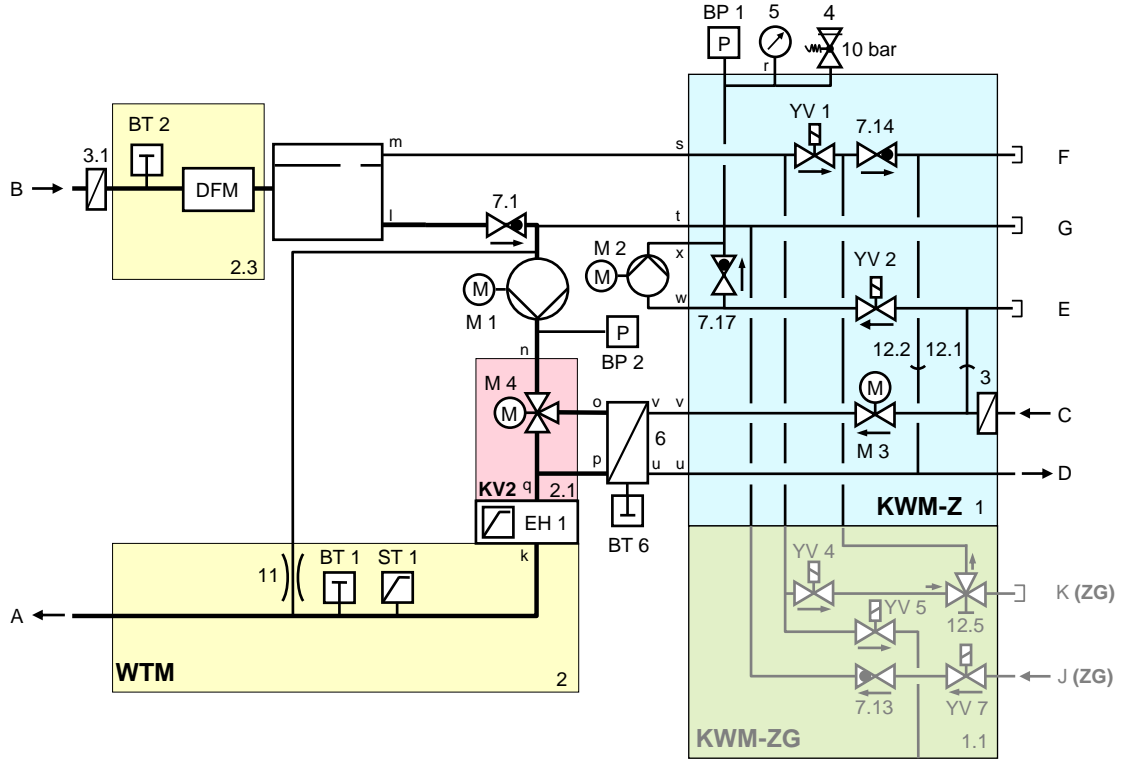 BP 1
5
4
P
10 bar
r
YV 1
7.14
BT 2
3.1
m
s
F
B
DFM
l
7.1
t
G
2.3
M 2
x
YV 2
M
M
M 1
w
7.17
E
P
BP 2
n
12.2
12.1
M 4
M
o
v
v
M
3
C
M 3
6
p
u
u
D
KV2
q
2.1
KWM-Z
1
EH 1
BT 6
k
BT 1
ST 1
11
YV 4
YV 5
K (ZG)
12.5
A
WTM
2
J (ZG)
7.13
YV 7
KWM-ZG
1.1